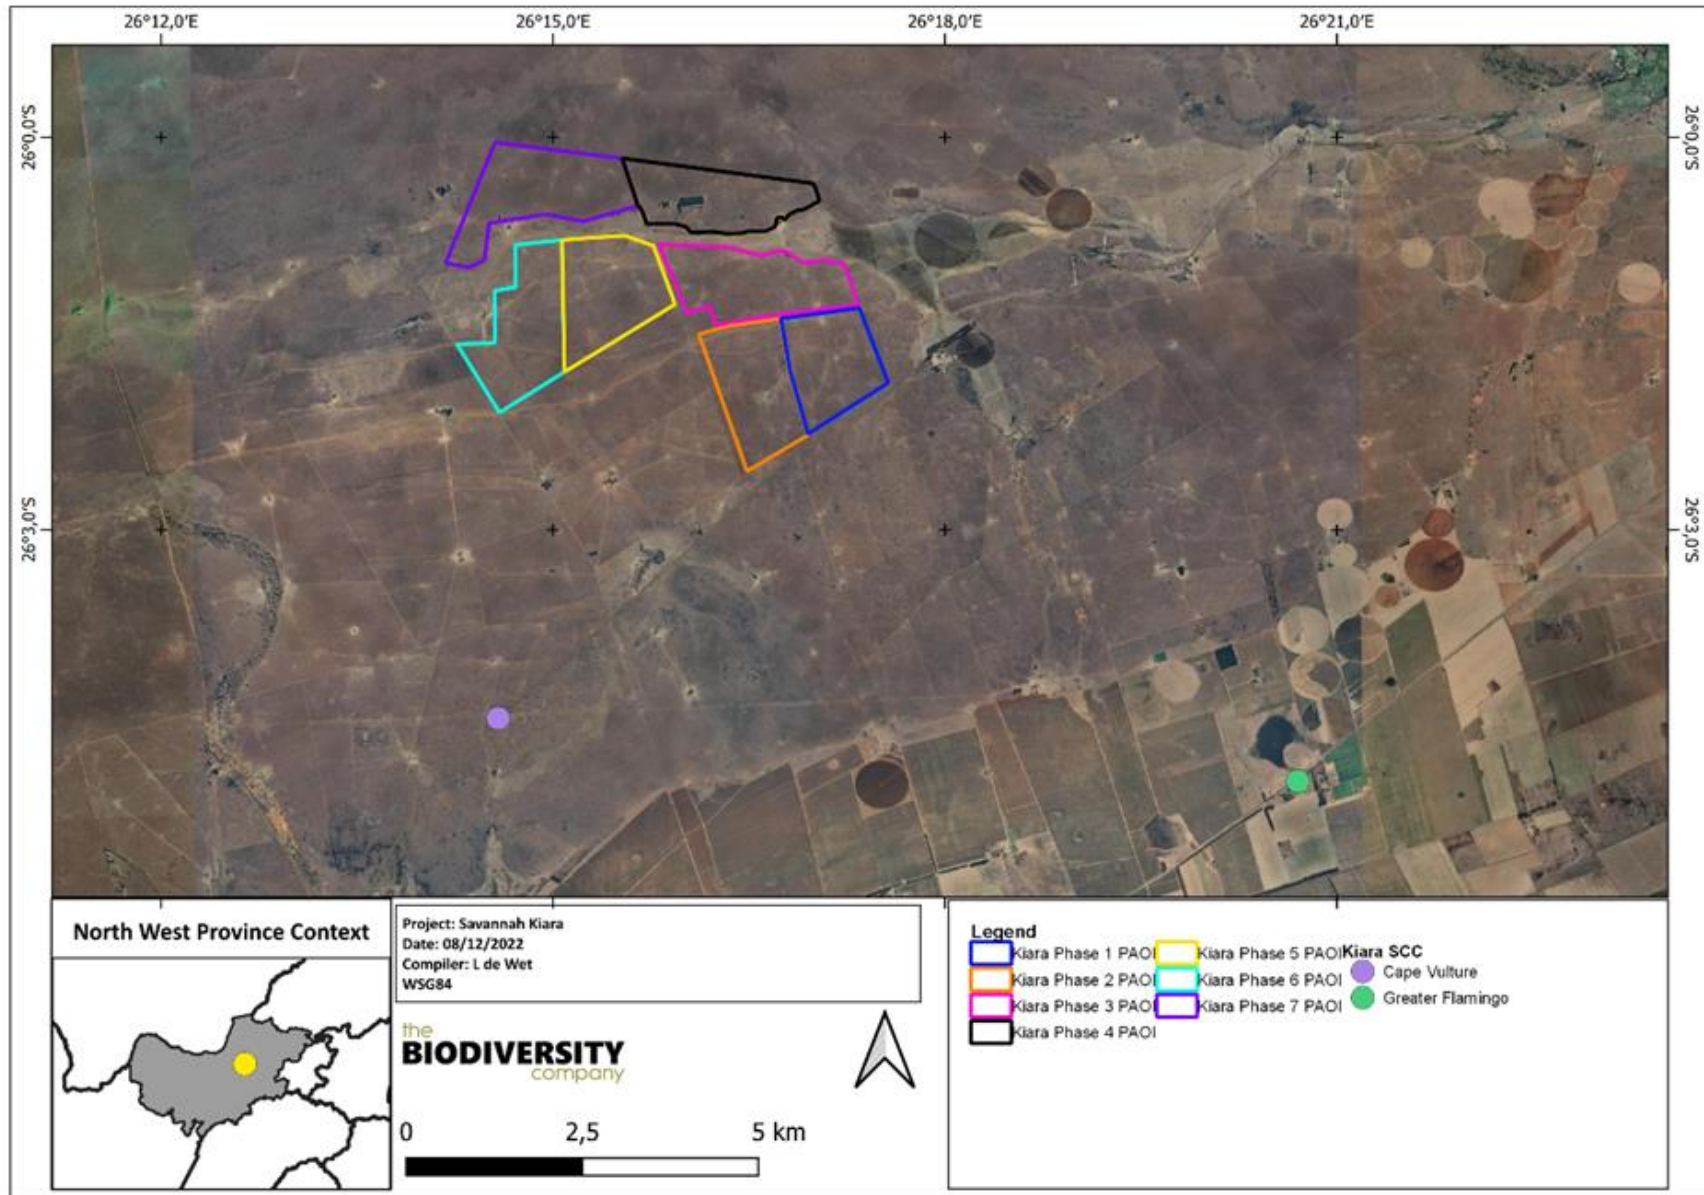 26°12,0'E 26°15,0'E 26°18,0'E 26°21,0'E
26°0,0'S 26°0,0'S
26°3,0'S 26°3,0'S
North West Province Context
Project: Savannah Kiara
Date: 08/12/2022
Compiler: L de Wet
WSG84
the
BIODIVERSITY
company
0 2,5 5 km
Legend
Kiara Phase 1 PAOI
Kiara Phase 2 PAOI
Kiara Phase 3 PAOI
Kiara Phase 4 PAOI
Kiara Phase 5 PAOI
Kiara Phase 6 PAOI
Kiara Phase 7 PAOI
Kiara SCC
Cape Vulture
Greater Flamingo